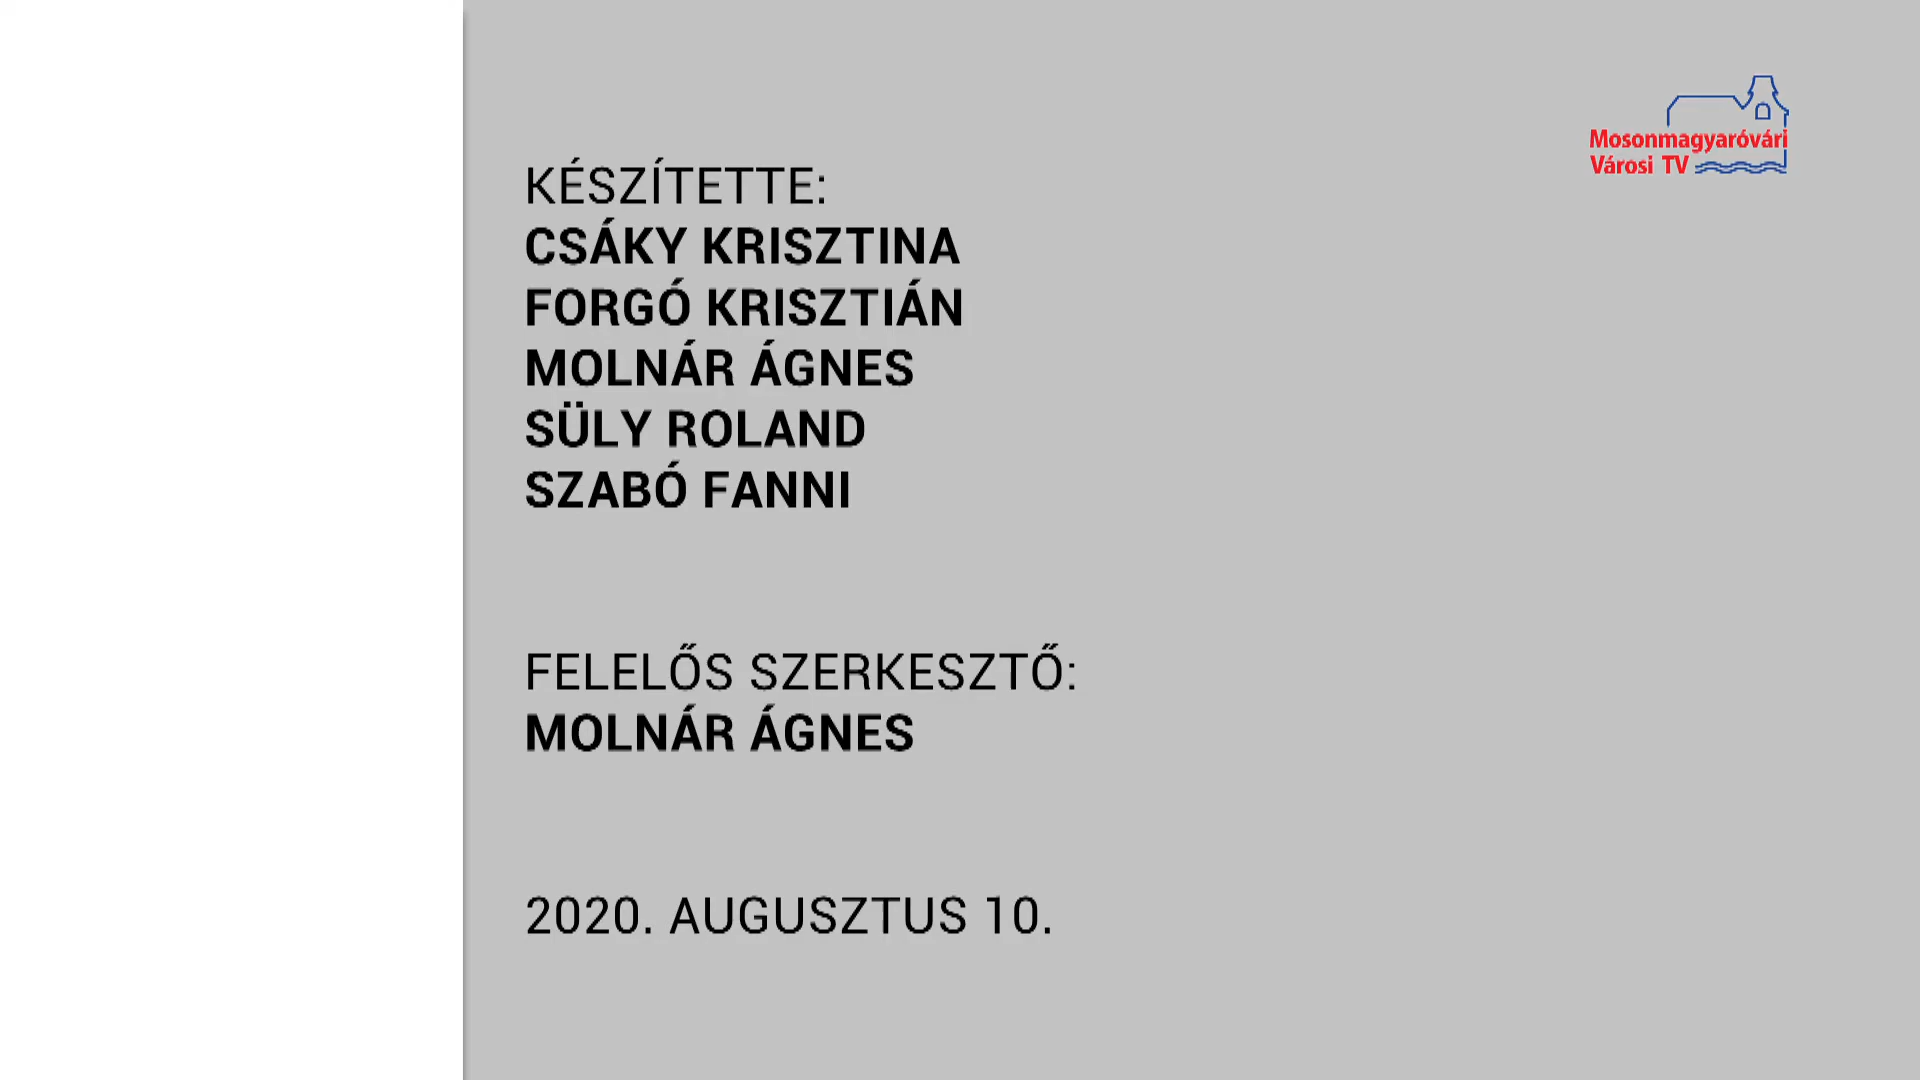 Mosonmagyaróvári
Városi TV
KÉSZÍTETTE:
CSÁKY KRISZTINA
FORGÓ KRISZTIÁN
MOLNÁR ÁGNES
SÜLY ROLAND
SZABÓ FANNI
FELELŐS SZERKESZTŐ:
MOLNÁR ÁGNES
2020. AUGUSZTUS 10.